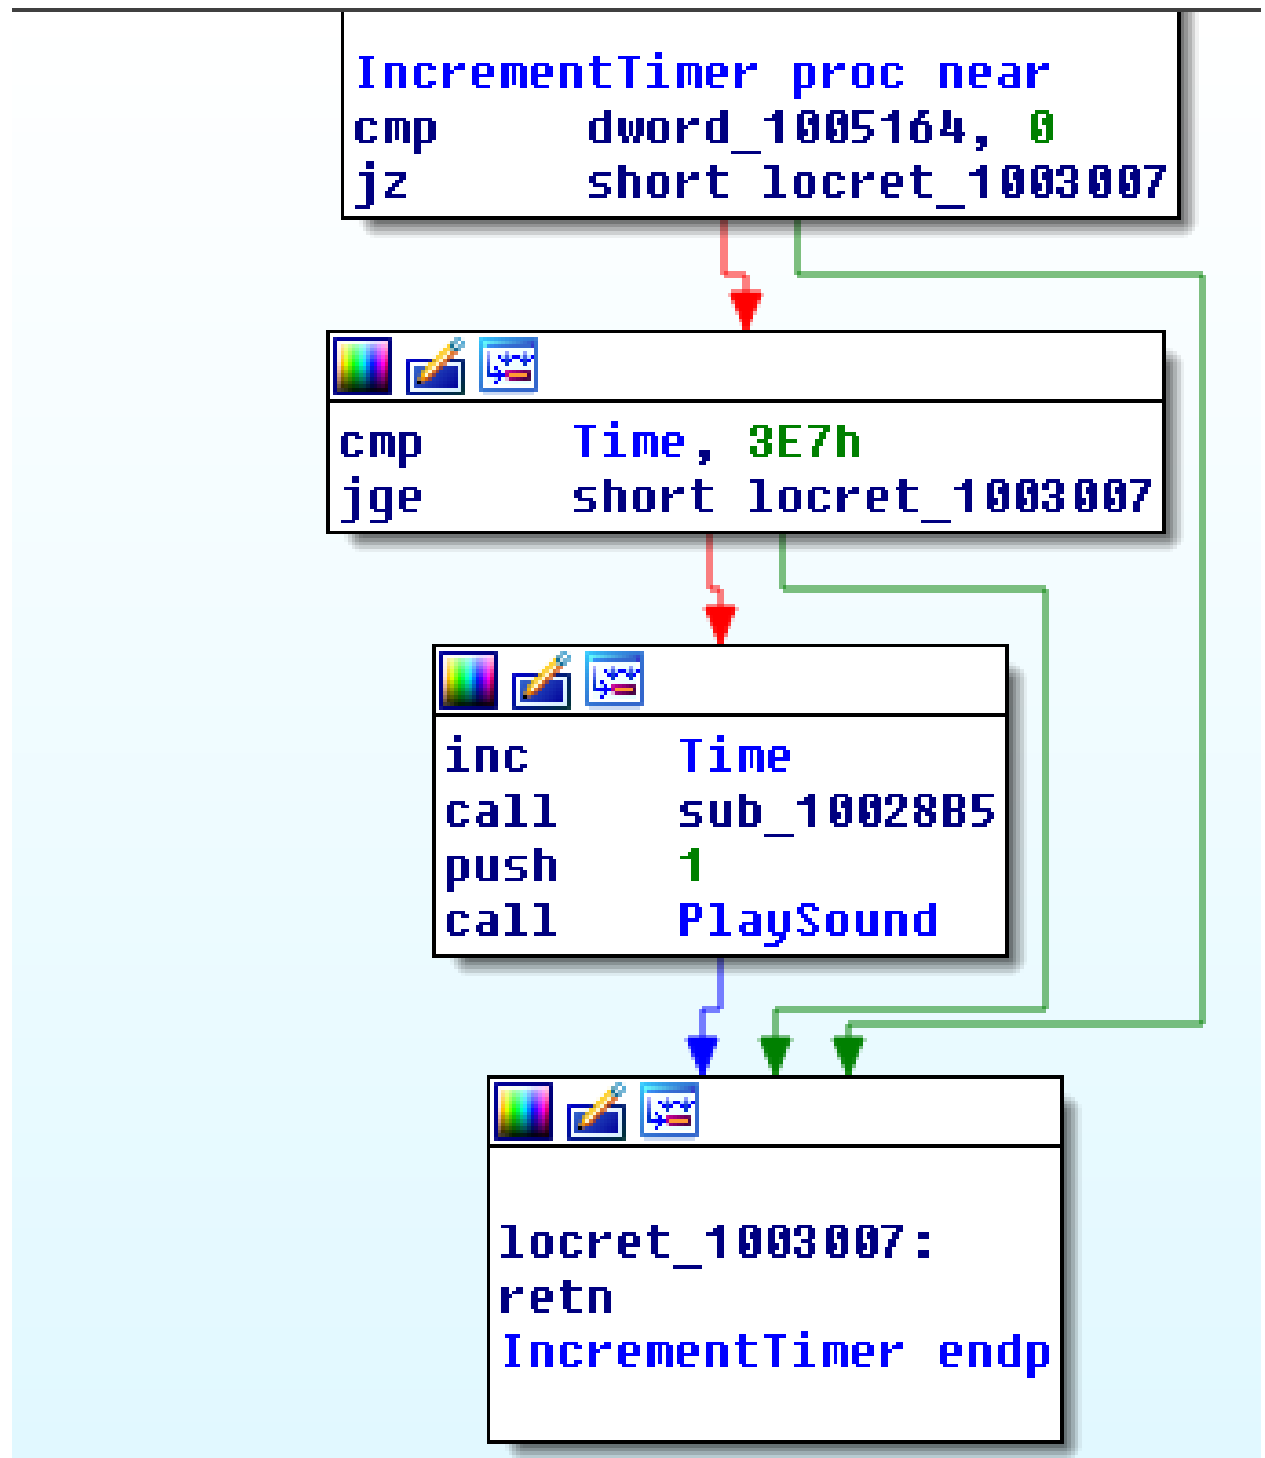 IncrementTimer proc near
cmp dword_1005164, 0
jz short locret_1003007
cmp Time, 3E7h
jge short locret_1003007
inc Time
call sub_10028B5
push 1
call PlaySound
locret_1003007:
retn
IncrementTimer endp